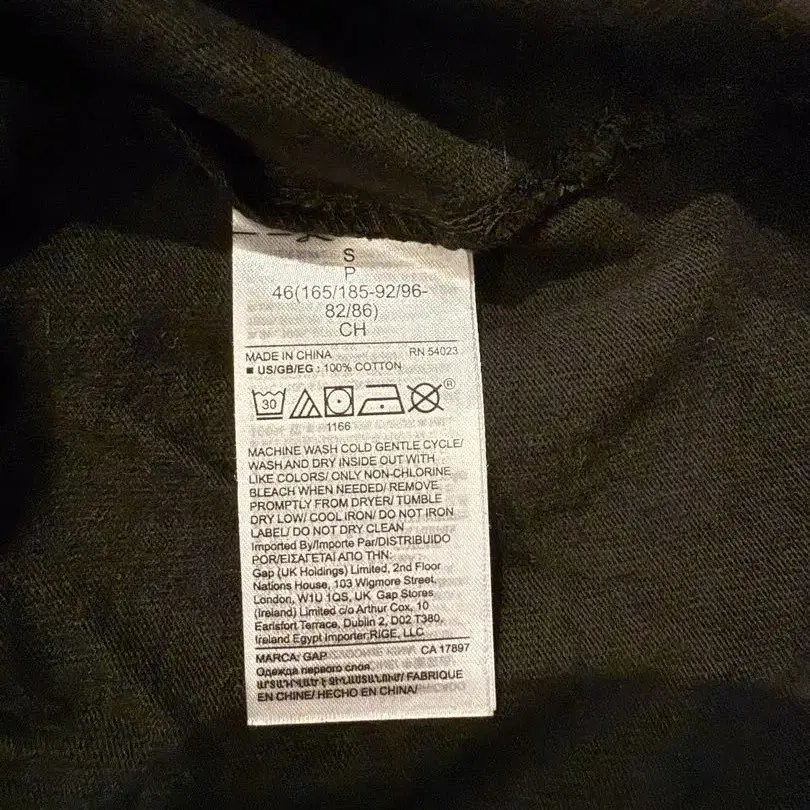 S
P
46(165/185-92/96-
82/86)
CH
MADE IN CHINA RN 54023
■ US/GB/EG : 100% COTTON
30
®
1166
MACHINE WASH COLD GENTLE CYCLE/
WASH AND DRY INSIDE OUT WITH
LIKE COLORS/ ONLY NON-CHLORINE
BLEACH WHEN NEEDED/ REMOVE
PROMPTLY FROM DRYER/ TUMBLE
DRY LOW/ COOL IRON/ DO NOT IRON
LABEL/ DO NOT DRY CLEAN
Imported By/Importe Par/DISTRIBUIDO
POR/ΕΙΣΑΓΕΤΑΙ ΑΠΟ ΤΗΝ:
Gap (UK Holdings) Limited, 2nd Floor
Nations House, 103 Wigmore Street,
London, W1U 1QS, UK Gap Stores
(Ireland) Limited c/o Arthur Cox, 10
Earlsfort Terrace, Dublin 2, D02 T380,
Ireland Egypt Importer:RIGE, LLC
MARCA: GAP CA 17897
Одежда первого слоя
FABRIQUE
EN CHINE/ HECHO EN CHINA/